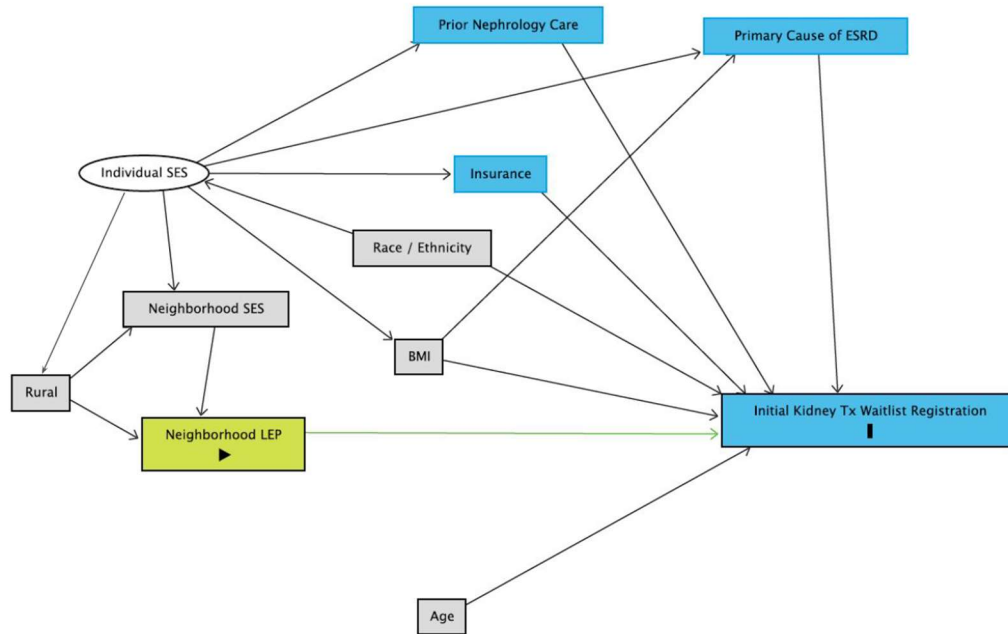 Prior Nephrology Care
Primary Cause of ESRD
Individual SES
Insurance
Race / Ethnicity
Neighborhood SES
BMI
Rural
Initial Kidney Tx Waitlist Registration
Neighborhood LEP
Age